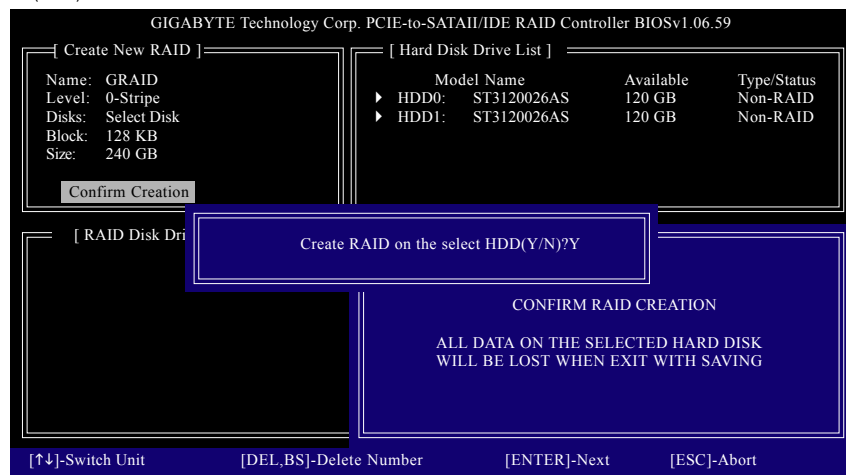 GIGABYTE Technology Corp. PCIE-to-SATAII/IDE RAID Controller BIOSv1.06.59
[ Create New RAID ]
Name: GRAID
Level: 0-Stripe
Disks: Select Disk
Block: 128 KB
Size: 240 GB
Confirm Creation
[ Hard Disk Drive List ]
Model Name Available Type/Status
HDD0: ST3120026AS 120 GB Non-RAID
HDD1: ST3120026AS 120 GB Non-RAID
[ RAID Disk Dri
Create RAID on the select HDD(Y/N)?Y
CONFIRM RAID CREATION
ALL DATA ON THE SELECTED HARD DISK
WILL BE LOST WHEN EXIT WITH SAVING
[↑↓]-Switch Unit [DEL,BS]-Delete Number [ENTER]-Next [ESC]-Abort